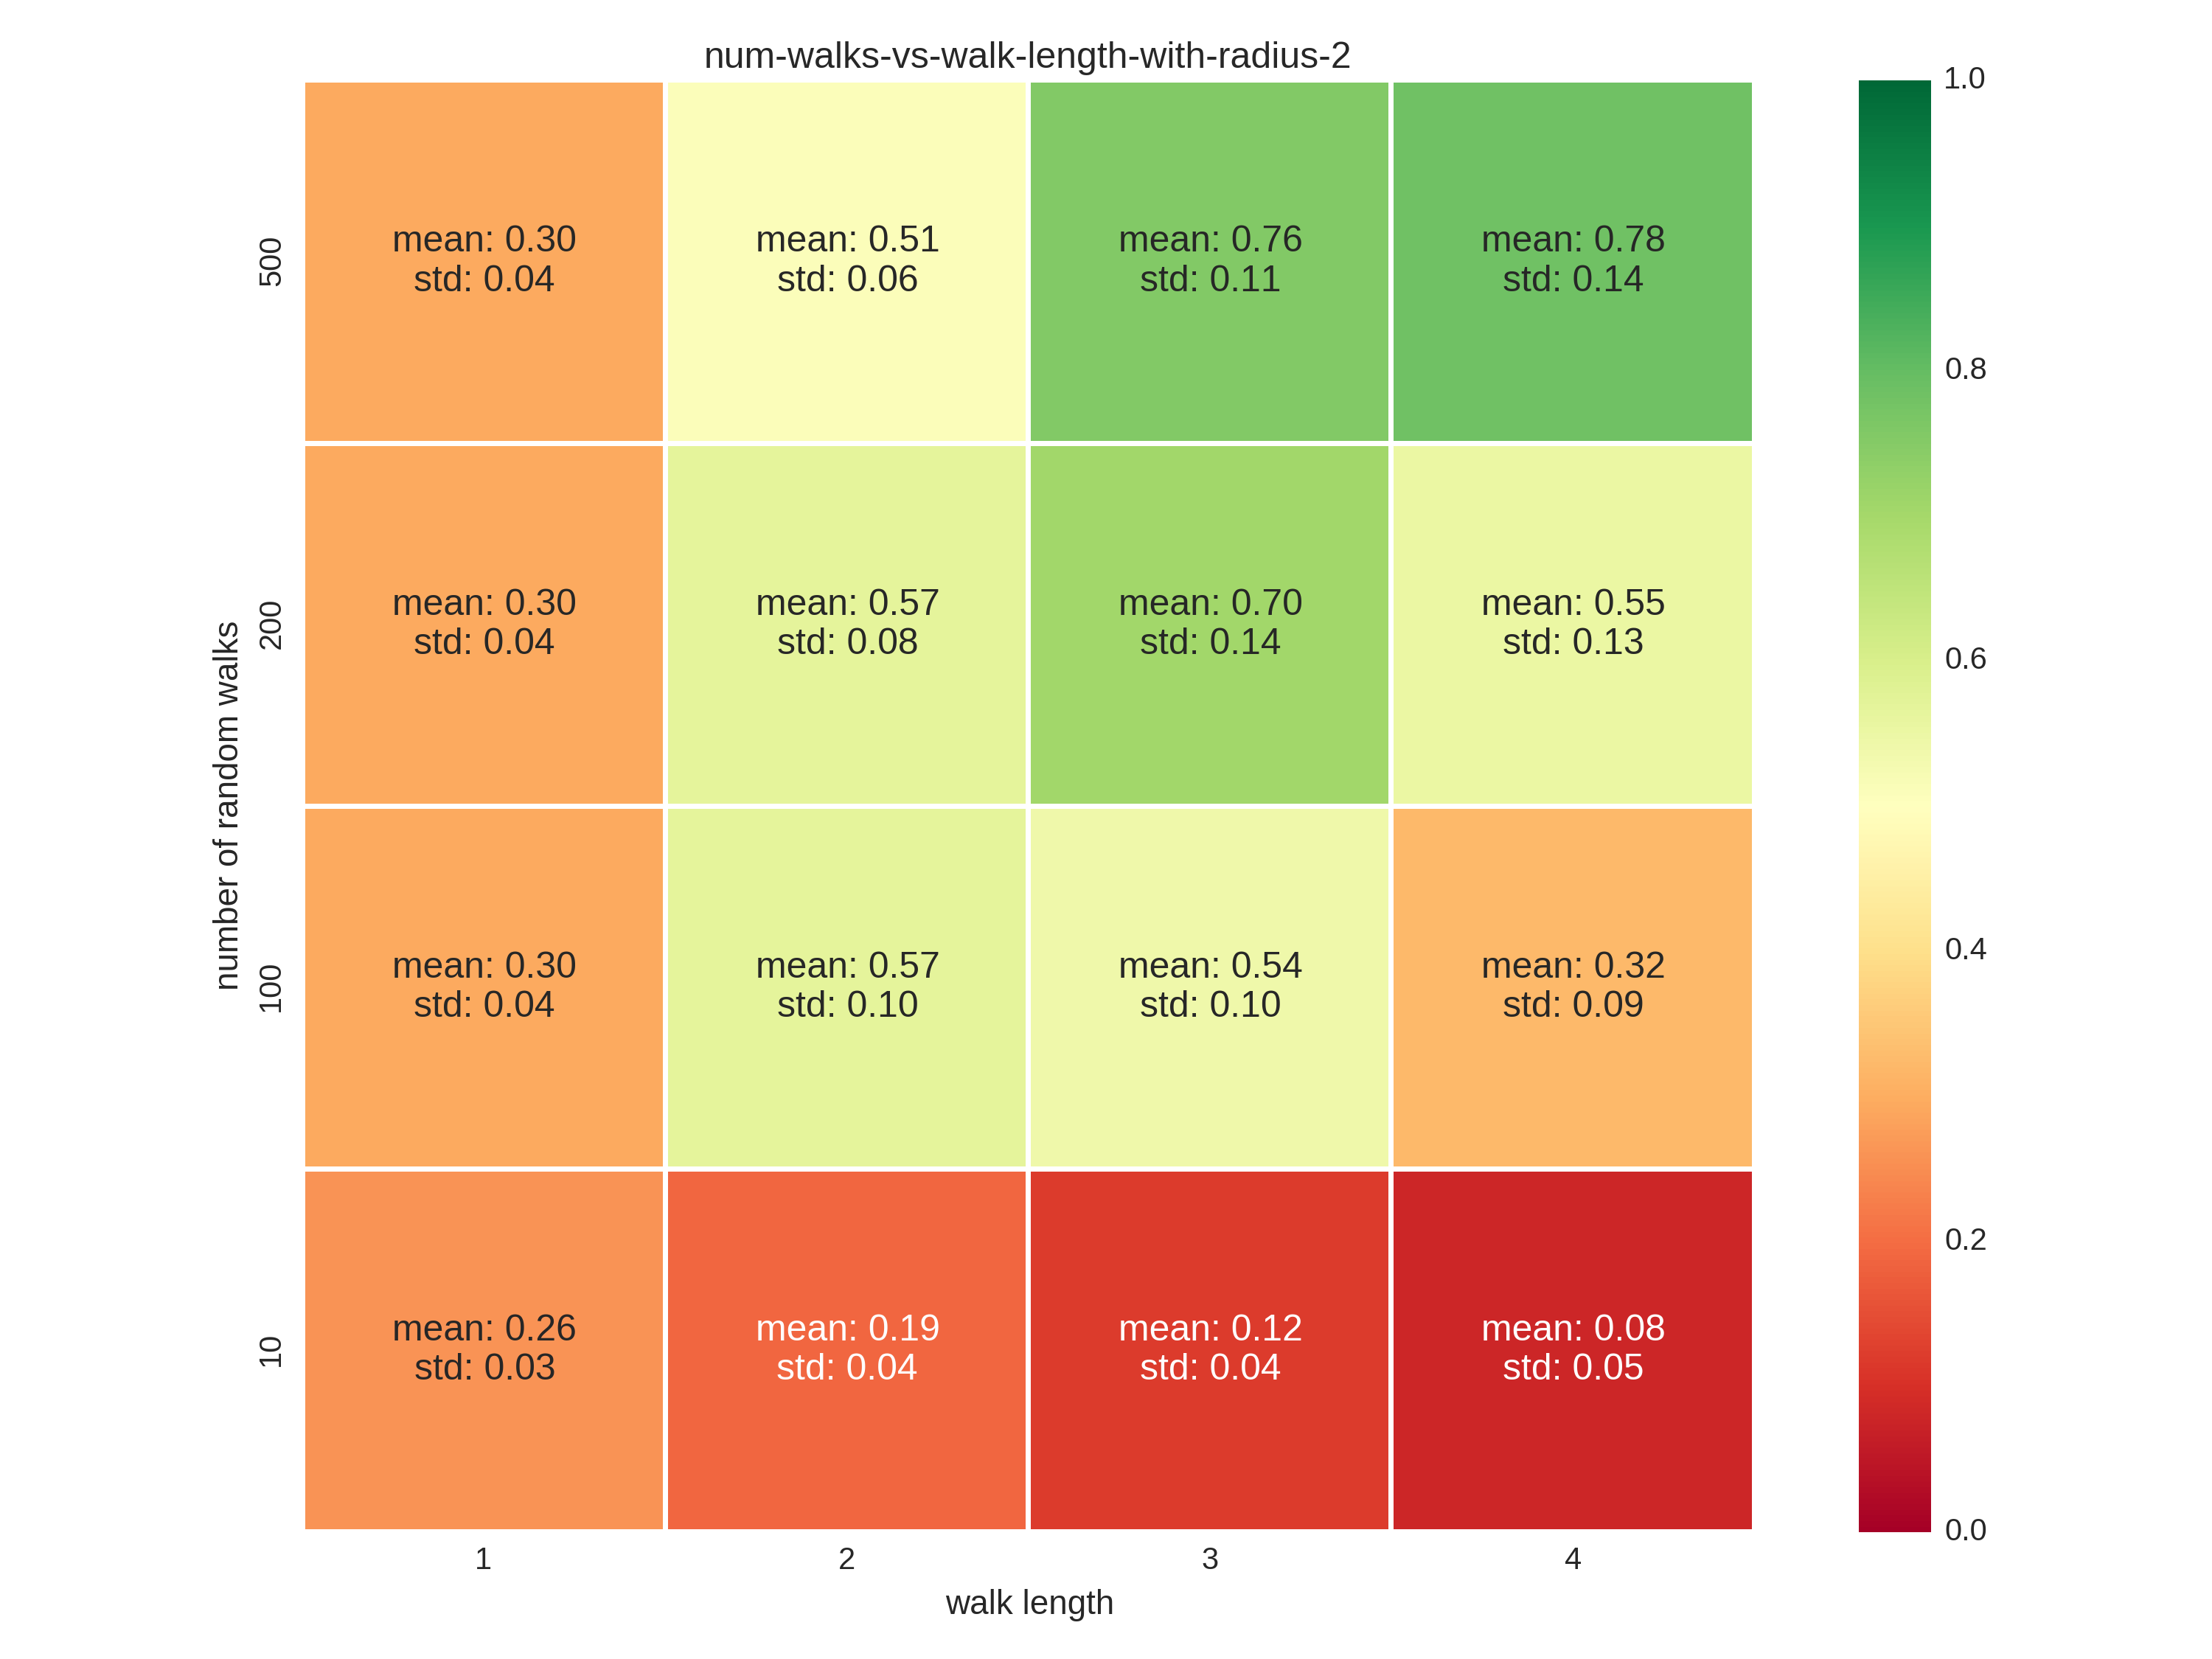 num-walks-vs-walk-length-with-radius-2
number of random walks
500
mean: 0.30
std: 0.04
mean: 0.51
std: 0.06
mean: 0.76
std: 0.11
mean: 0.78
std: 0.14
200
mean: 0.30
std: 0.04
mean: 0.57
std: 0.08
mean: 0.70
std: 0.14
mean: 0.55
std: 0.13
100
mean: 0.30
std: 0.04
mean: 0.57
std: 0.10
mean: 0.54
std: 0.10
mean: 0.32
std: 0.09
10
mean: 0.26
std: 0.03
mean: 0.19
std: 0.04
mean: 0.12
std: 0.04
mean: 0.08
std: 0.05
1
2
3
4
walk length
1.0
0.8
0.6
0.4
0.2
0.0